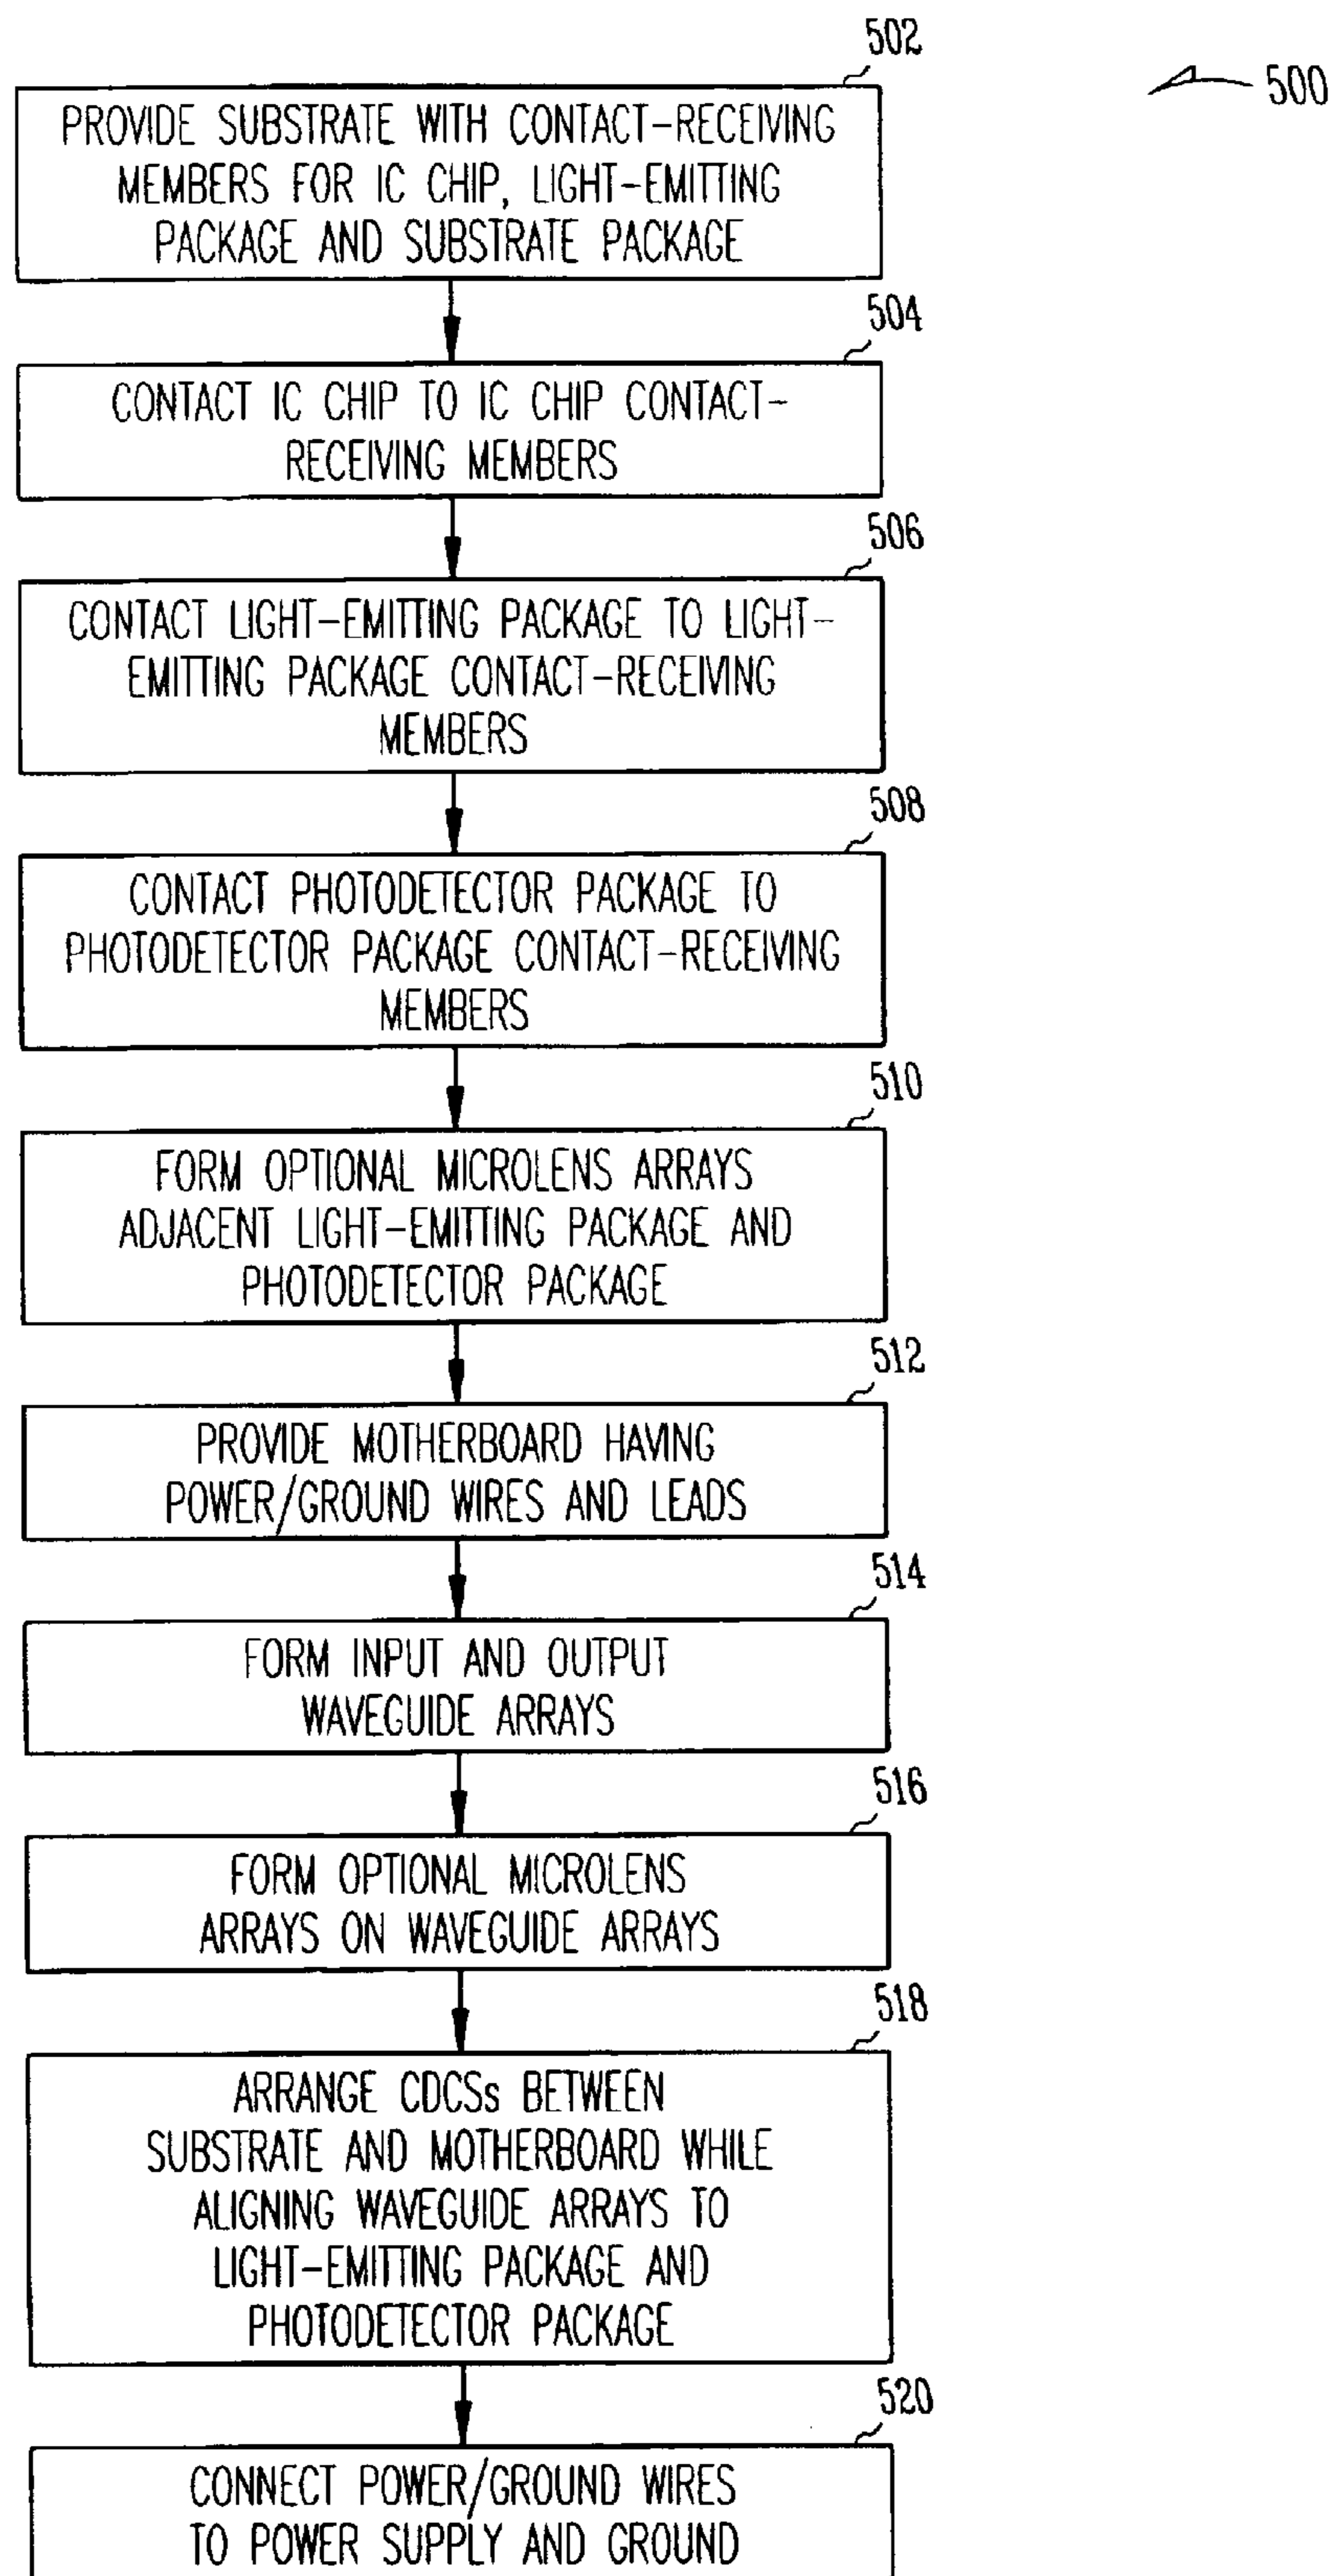 502
500
PROVIDE SUBSTRATE WITH CONTACT-RECEIVING
MEMBERS FOR IC CHIP, LIGHT-EMITTING
PACKAGE AND SUBSTRATE PACKAGE
504
CONTACT IC CHIP TO IC CHIP CONTACT-
RECEIVING MEMBERS
506
CONTACT LIGHT-EMITTING PACKAGE TO LIGHT-
EMITTING PACKAGE CONTACT-RECEIVING
MEMBERS
508
CONTACT PHOTODETECTOR PACKAGE TO
PHOTODETECTOR PACKAGE CONTACT-RECEIVING
MEMBERS
510
FORM OPTIONAL MICROLENS ARRAYS
ADJACENT LIGHT-EMITTING PACKAGE AND
PHOTODETECTOR PACKAGE
512
PROVIDE MOTHERBOARD HAVING
POWER/GROUND WIRES AND LEADS
514
FORM INPUT AND OUTPUT
WAVEGUIDE ARRAYS
516
FORM OPTIONAL MICROLENS
ARRAYS ON WAVEGUIDE ARRAYS
518
ARRANGE CDCSs BETWEEN
SUBSTRATE AND MOTHERBOARD WHILE
ALIGNING WAVEGUIDE ARRAYS TO
LIGHT-EMITTING PACKAGE AND
PHOTODETECTOR PACKAGE
520
CONNECT POWER/GROUND WIRES
TO POWER SUPPLY AND GROUND